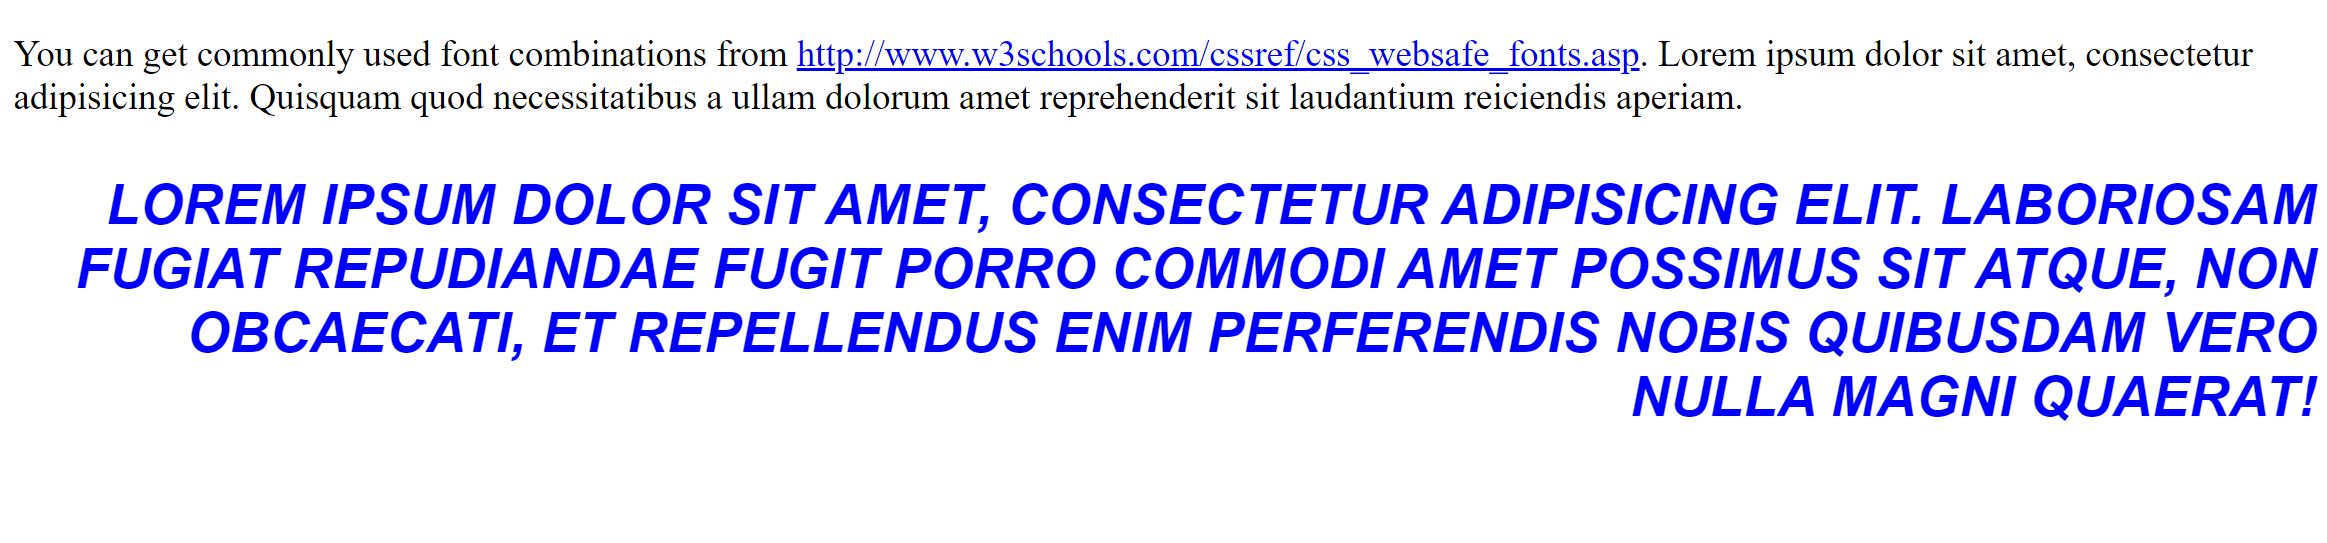 You can get commonly used font combinations from http://www.w3schools.com/cssref/css_websafe_fonts.asp. Lorem ipsum dolor sit amet, consectetur
adipisicing elit. Quisquam quod necessitatibus a ullam dolorum amet reprehenderit sit laudantium reiciendis aperiam.
LOREM IPSUM DOLOR SIT AMET, CONSECTETUR ADIPISICING ELIT. LABORIOSAM
FUGIAT REPUDIANDAE FUGIT PORRO COMMODI AMET POSSIMUS SIT ATQUE, NON
OBCAECATI, ET REPELLENDUS ENIM PERFERENDIS NOBIS QUIBUSDAM VERO
NULLA MAGNI QUAERAT!